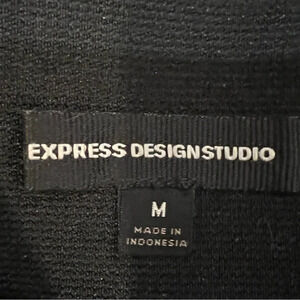 EXPRESS DESIGN STUDIO
M
MADE IN
INDONESIA